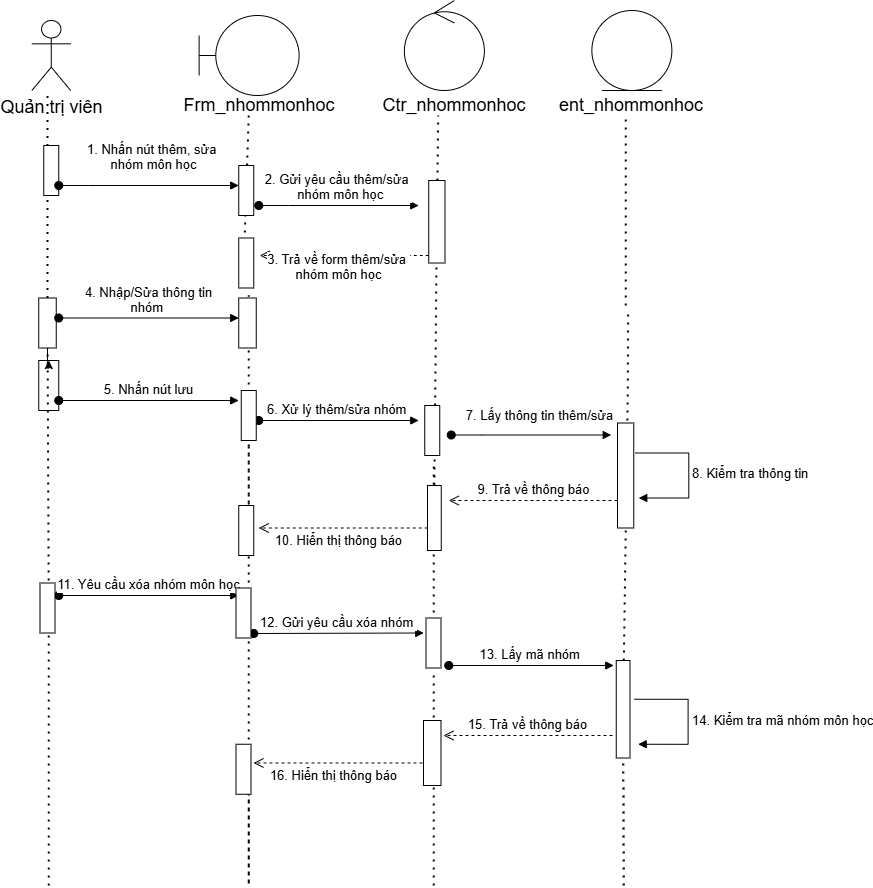 Quản trị viên
Frm_nhommonhoc
Ctr_nhommonhoc
ent_nhommonhoc
1. Nhấn nút thêm, sửa
nhóm môn học
2. Gửi yêu cầu thêm/sửa
nhóm môn học
3. Trả về form thêm/sửa
nhóm môn học
4. Nhập/Sửa thông tin
nhóm
5. Nhấn nút lưu
6. Xử lý thêm/sửa nhóm
7. Lấy thông tin thêm/sửa
8. Kiểm tra thông tin
9. Trả về thông báo
10. Hiển thị thông báo
11. Yêu cầu xóa nhóm môn học
12. Gửi yêu cầu xóa nhóm
13. Lấy mã nhóm
14. Kiểm tra mã nhóm môn học
15. Trả về thông báo
16. Hiển thị thông báo